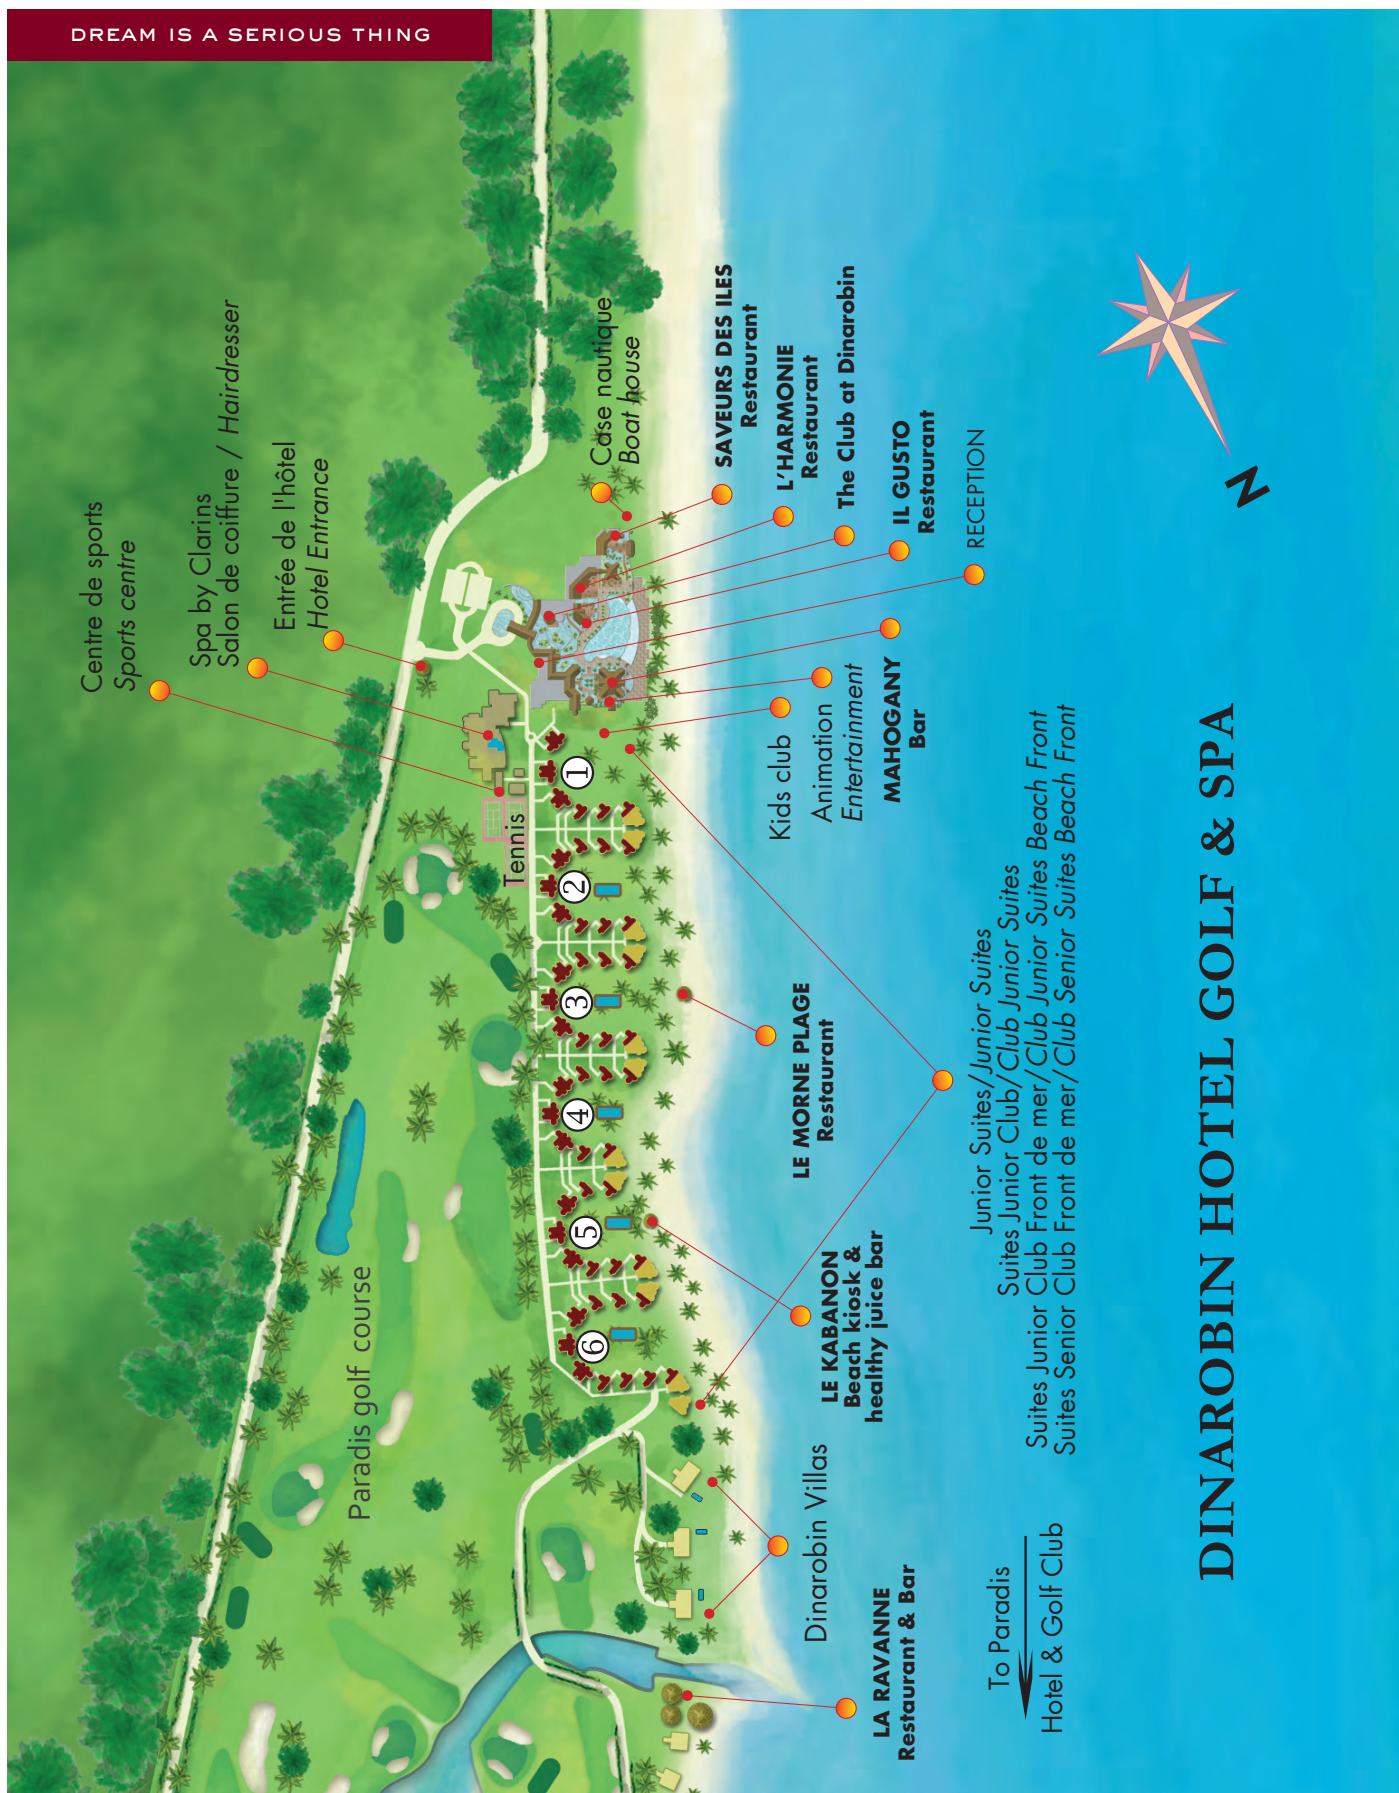 DREAM IS A SERIOUS THING
Centre de sports
Sports centre
Spa by Clarins
Salon de coiffure / Hairdresser
Entrée de l'hôtel
Hotel Entrance
Case nautique
Boat house
SAVEURS DES ILES
Restaurant
L'HARMONIE
Restaurant
The Club at Dinarobin
IL GUSTO
Restaurant
RECEPTION
N
Kids club
Animation
Entertainment
MAHOGANY
Bar
Tennis
1
2
3
4
5
6
Paradis golf course
LE MORNE PLAGE
Restaurant
LE KABANON
Beach kiosk &
healthy juice bar
Dinarobin Villas
LA RAVANNE
Restaurant & Bar
Junior Suites/Junior Suites
Suites Junior Club/Club Junior Suites
Suites Junior Club Front de mer/Club Junior Suites Beach Front
Suites Senior Club Front de mer/Club Senior Suites Beach Front
To Paradis
Hotel & Golf Club
DINAROBIN HOTEL GOLF & SPA